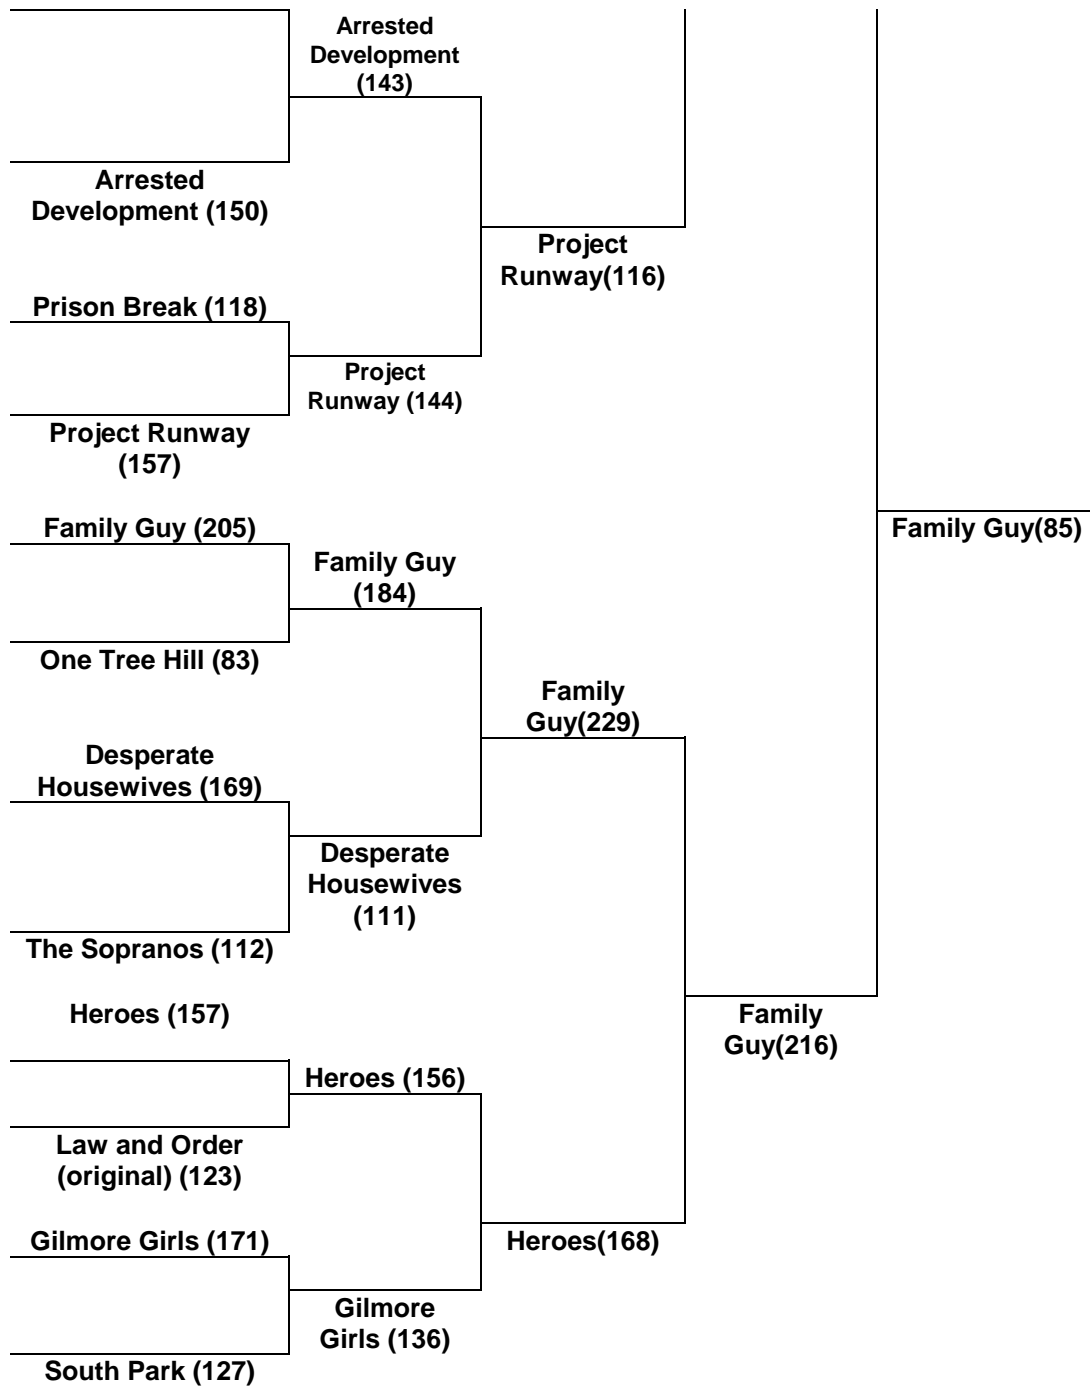 Arrested
Development
(143)
Arrested
Development (150)
Project
Runway(116)
Prison Break (118)
Project
Runway (144)
Project Runway
(157)
Family Guy (205)
Family Guy(85)
Family Guy
(184)
One Tree Hill (83)
Family
Guy(229)
Desperate
Housewives (169)
Desperate
Housewives
(111)
The Sopranos (112)
Heroes (157)
Family
Guy(216)
Heroes (156)
Law and Order
(original) (123)
Gilmore Girls (171)
Heroes(168)
Gilmore
Girls (136)
South Park (127)